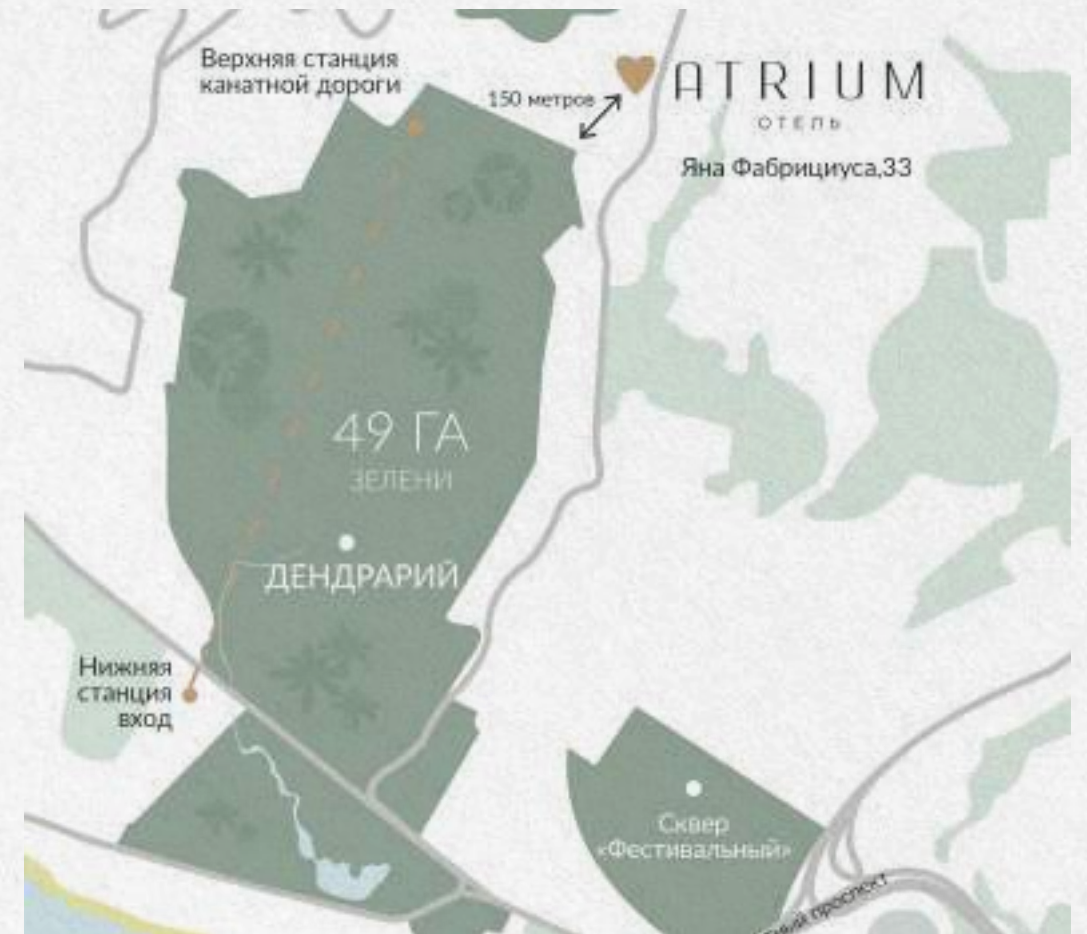 Верхняя станция
канатной дороги
150 метров
ATRIUM
ОТЕЛЬ
Яна Фабрициуса,33
49 ГА
ЗЕЛЕНИ
ДЕНДРАРИЙ
Нижняя
станция
вход
Сквер
«Фестивальный»
проспект